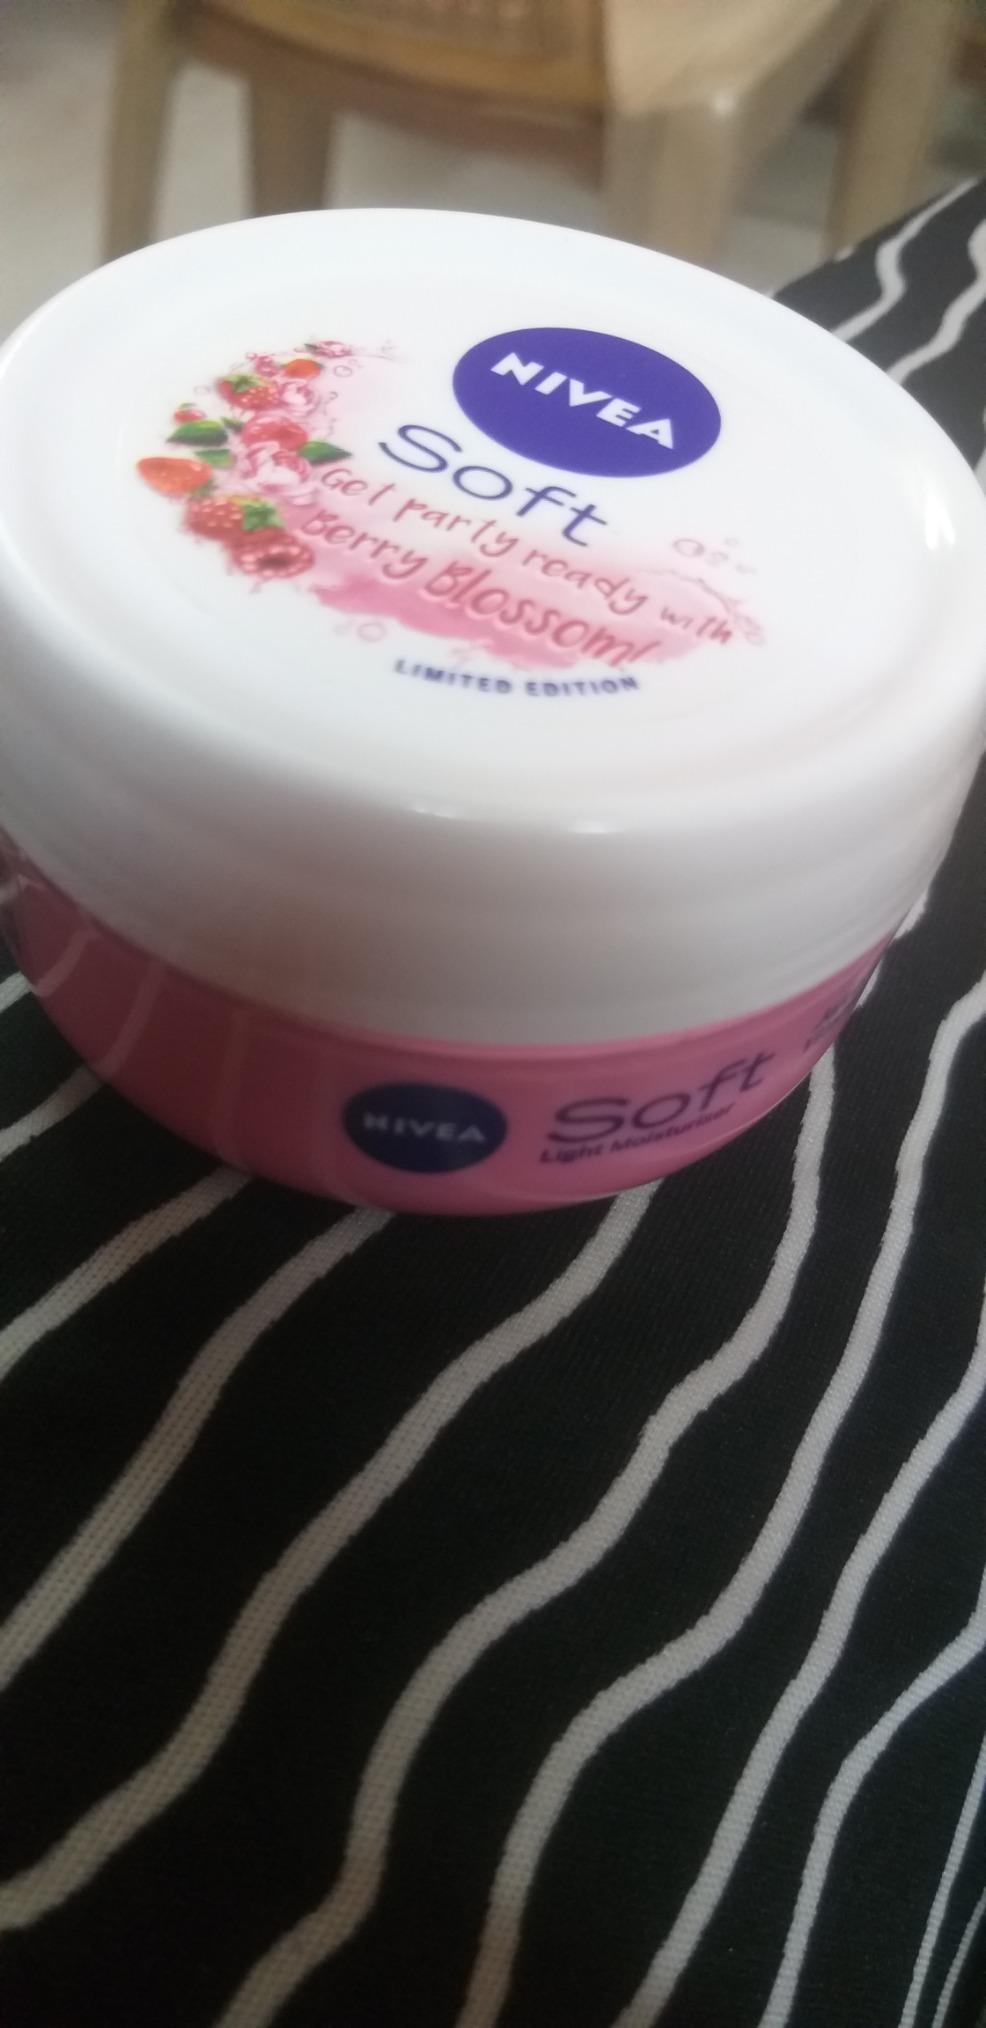 NIVEA
Soft
Get party ready with
Berry Blossom!
LIMITED EDITION
NIVEA
Soft
Light Moisturiser